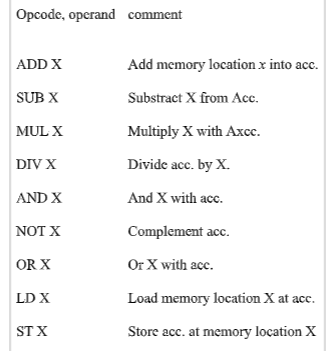 Opcode, operand comment
ADD X Add memory location x into acc.
SUB X Substract X from Acc.
MUL X Multiply X with Axcc.
DIV X Divide acc. by X.
AND X And X with acc.
NOT X Complement acc.
OR X Or X with acc.
LD X Load memory location X at acc.
ST X Store acc. at memory location X